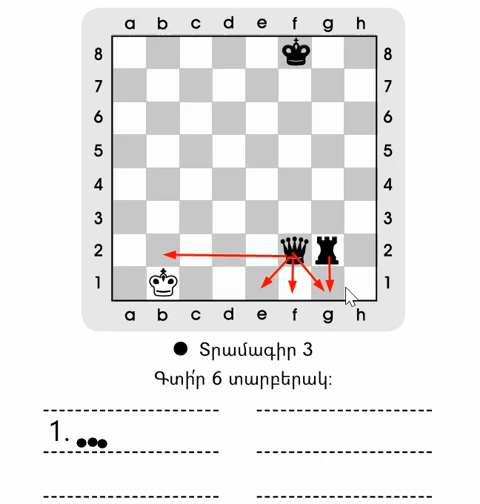 a b c d e f g h
8 8
7 7
6 6
5 5
4 4
3 3
2 2
1 1
a b c d e f g h
● Տրամագիր 3
Գտի՛ր 6 տարբերակ։
1. ...